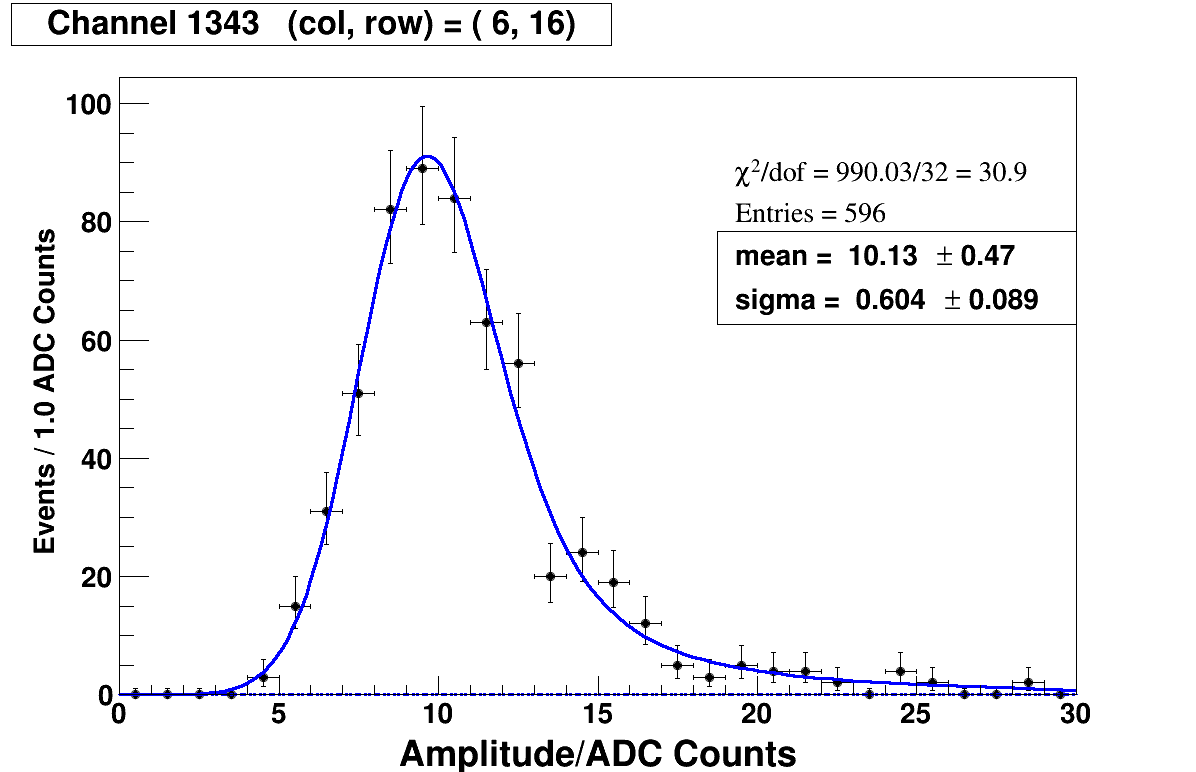 Channel 1343 (col, row) = ( 6, 16)
100
80
60
40
20
0
Events / 1.0 ADC Counts
χ²/dof = 990.03/32 = 30.9
Entries = 596
mean = 10.13 ± 0.47
sigma = 0.604 ± 0.089
0 5 10 15 20 25 30
Amplitude/ADC Counts